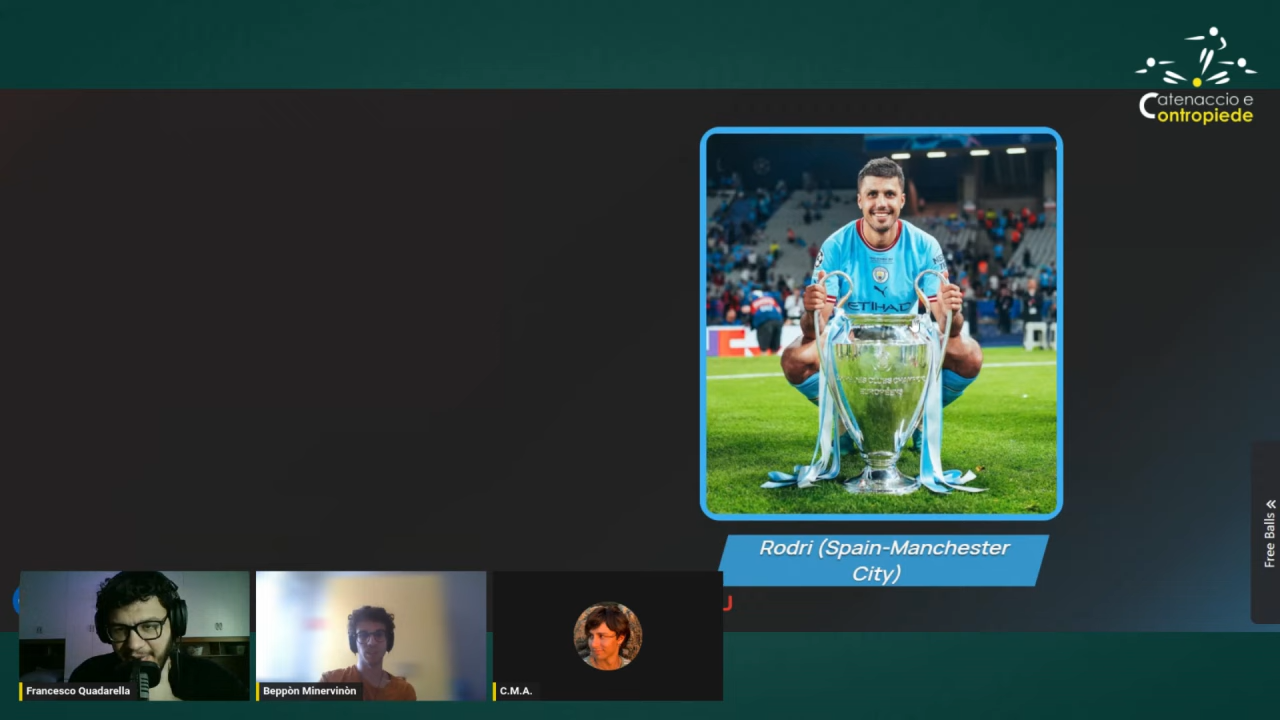 Catenaccio e
Contropiede
ETIHAD
Rodri (Spain-Manchester
City)
Free Balls
Francesco Quadarella
Beppòn Minervinòn
C.M.A.